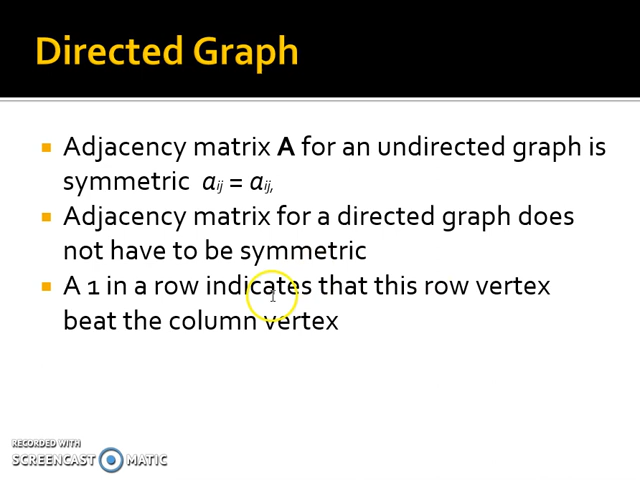 Directed Graph
Adjacency matrix A for an undirected graph is
symmetric aij = aij,
Adjacency matrix for a directed graph does
not have to be symmetric
A 1 in a row indicates that this row vertex
beat the column vertex
RECORDED WITH
SCREENCAST MATIC